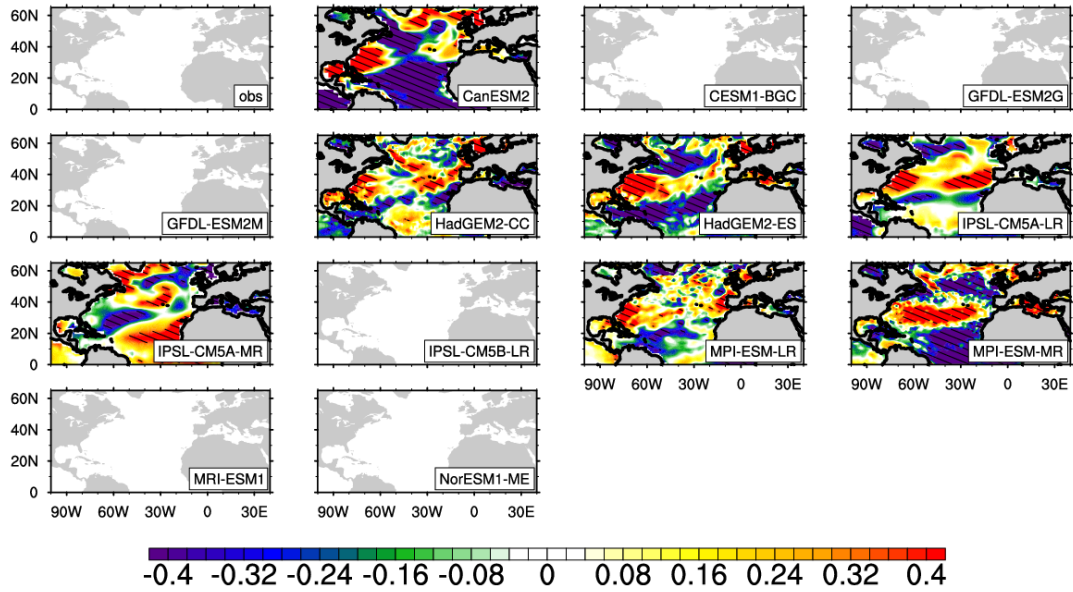 60N
40N
20N
0
obs
CanESM2
CESM1-BGC
GFDL-ESM2G
60N
40N
20N
0
GFDL-ESM2M
HadGEM2-CC
HadGEM2-ES
IPSL-CM5A-LR
60N
40N
20N
0
IPSL-CM5A-MR
IPSL-CM5B-LR
MPI-ESM-LR
MPI-ESM-MR
90W 60W 30W 0 30E 90W 60W 30W 0 30E
60N
40N
20N
0
MRI-ESM1
NorESM1-ME
90W 60W 30W 0 30E 90W 60W 30W 0 30E
-0.4 -0.32 -0.24 -0.16 -0.08 0 0.08 0.16 0.24 0.32 0.4